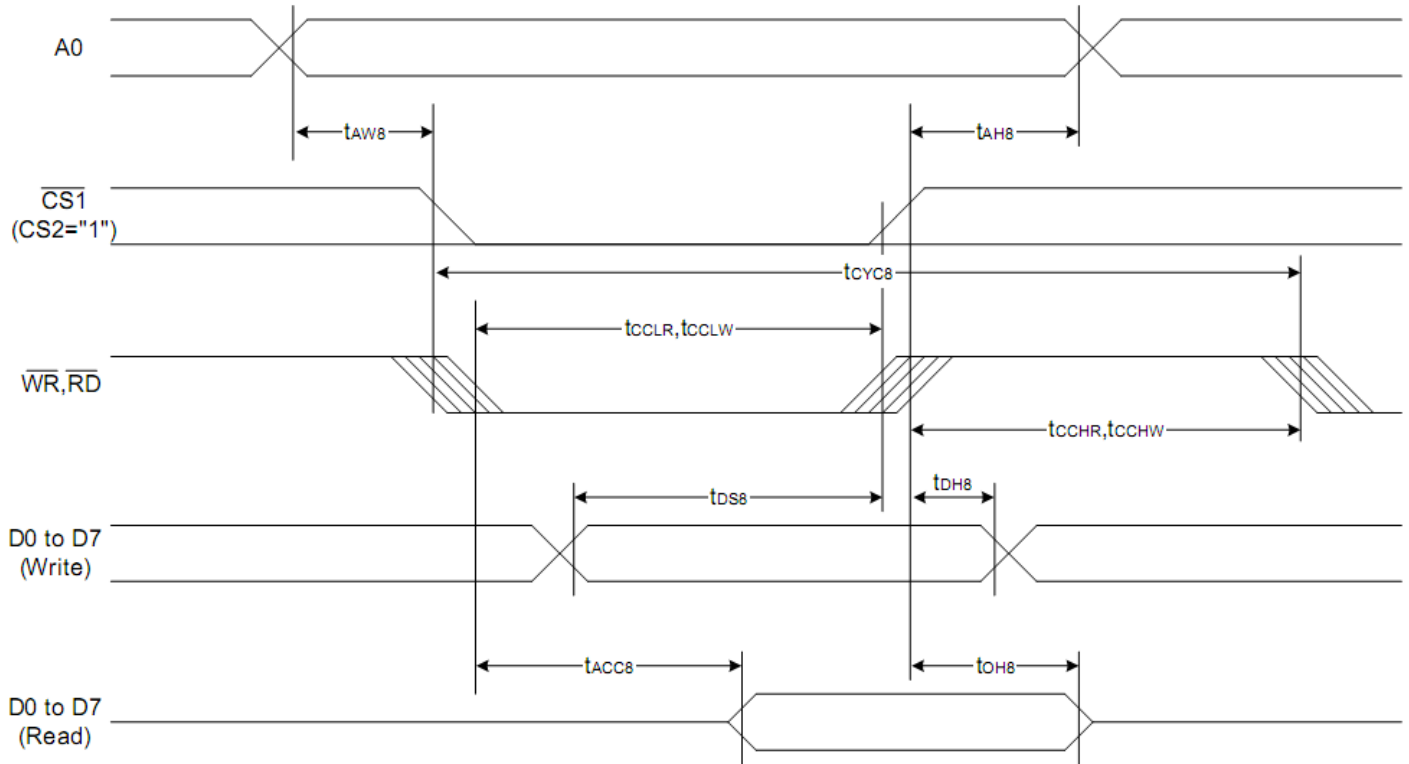 A0
tAW8
tAH8
CS1
(CS2="1")
tCYC8
tCCLR,tCCLW
WR,RD
tCCHR,tCCHW
tDS8
tDH8
D0 to D7
(Write)
tACC8
tOH8
D0 to D7
(Read)